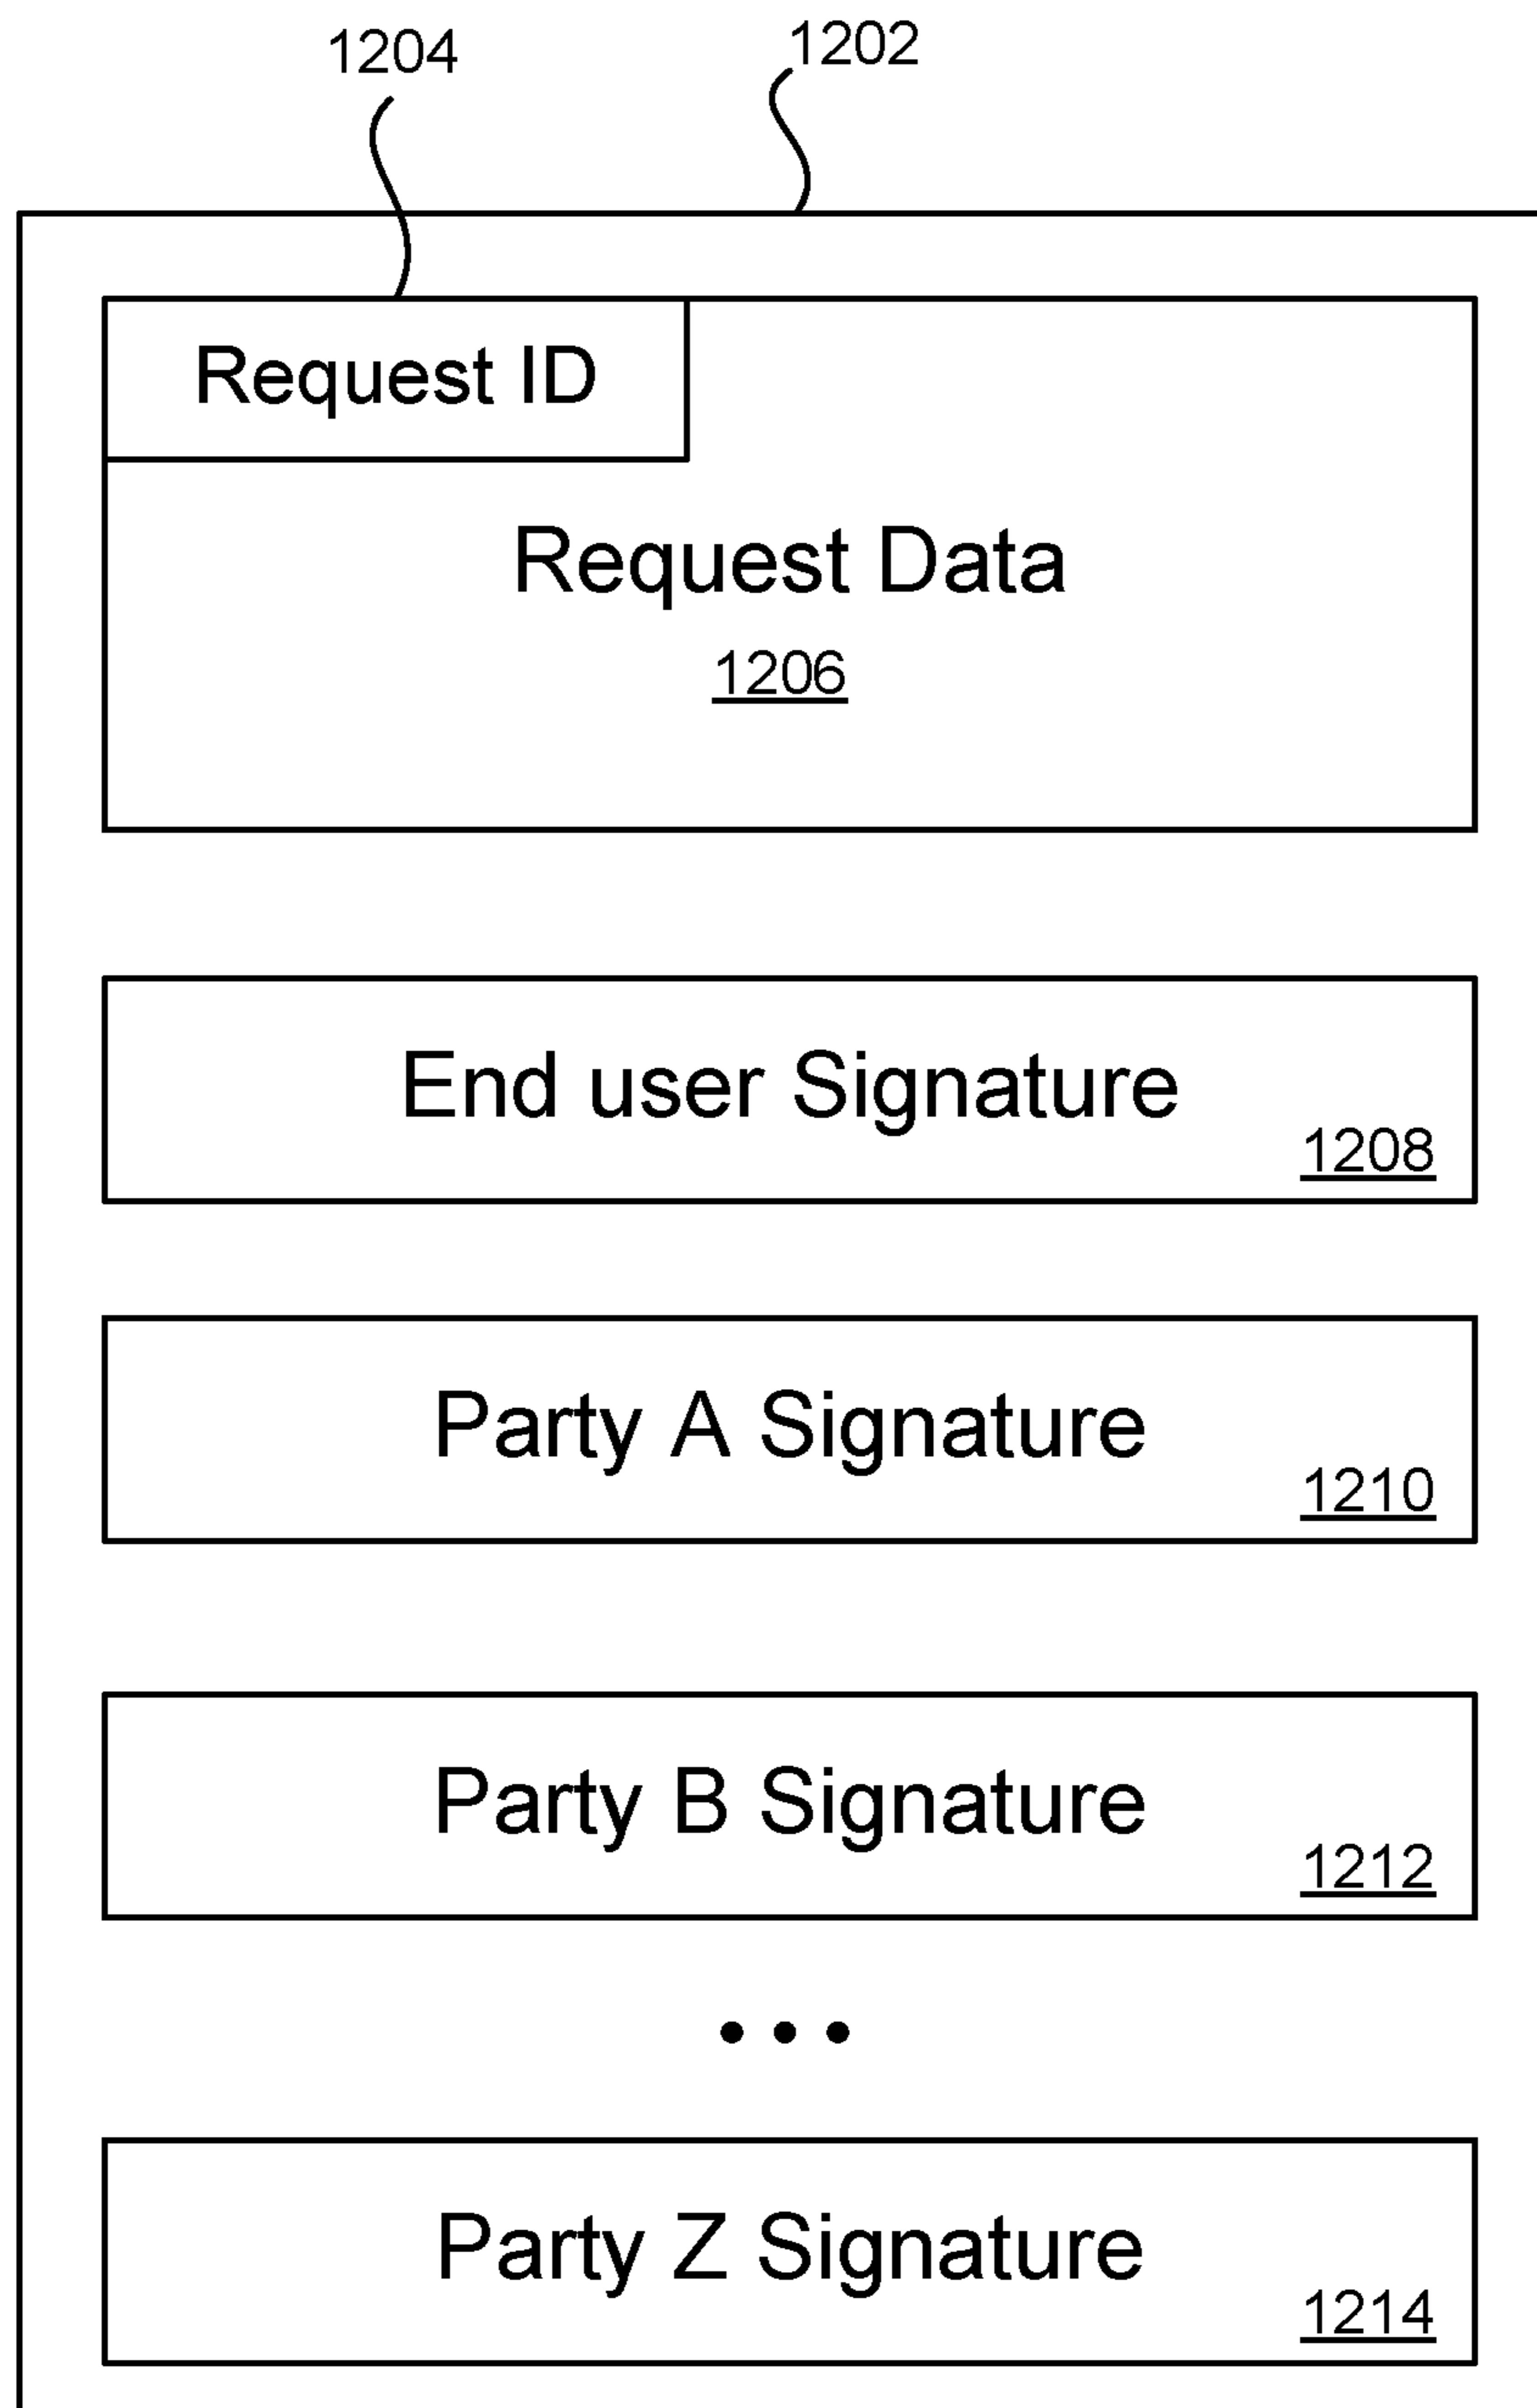 1204
1202
Request ID
Request Data
1206
End user Signature
1208
Party A Signature
1210
Party B Signature
1212
• • •
Party Z Signature
1214